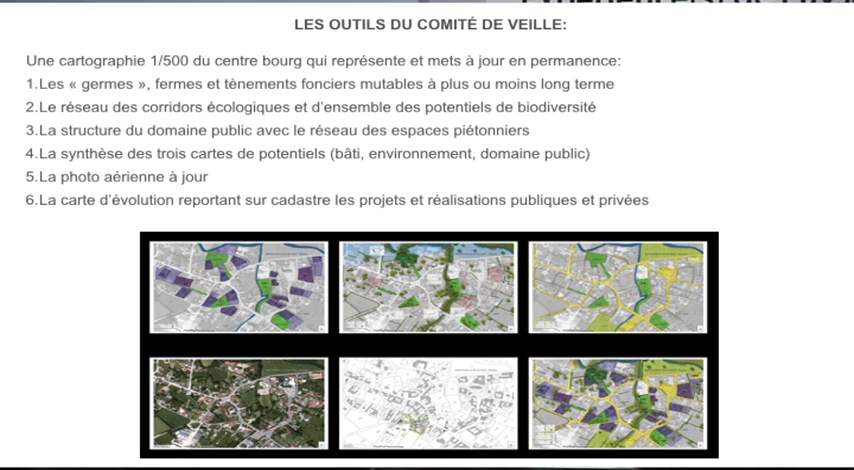 LES OUTILS DU COMITÉ DE VEILLE:
Une cartographie 1/500 du centre bourg qui représente et mets à jour en permanence:
1.Les « germes », fermes et tènements fonciers mutables à plus ou moins long terme
2.Le réseau des corridors écologiques et d'ensemble des potentiels de biodiversité
3.La structure du domaine public avec le réseau des espaces piétonniers
4.La synthèse des trois cartes de potentiels (bâti, environnement, domaine public)
5.La photo aérienne à jour
6.La carte d'évolution reportant sur cadastre les projets et réalisations publiques et privées